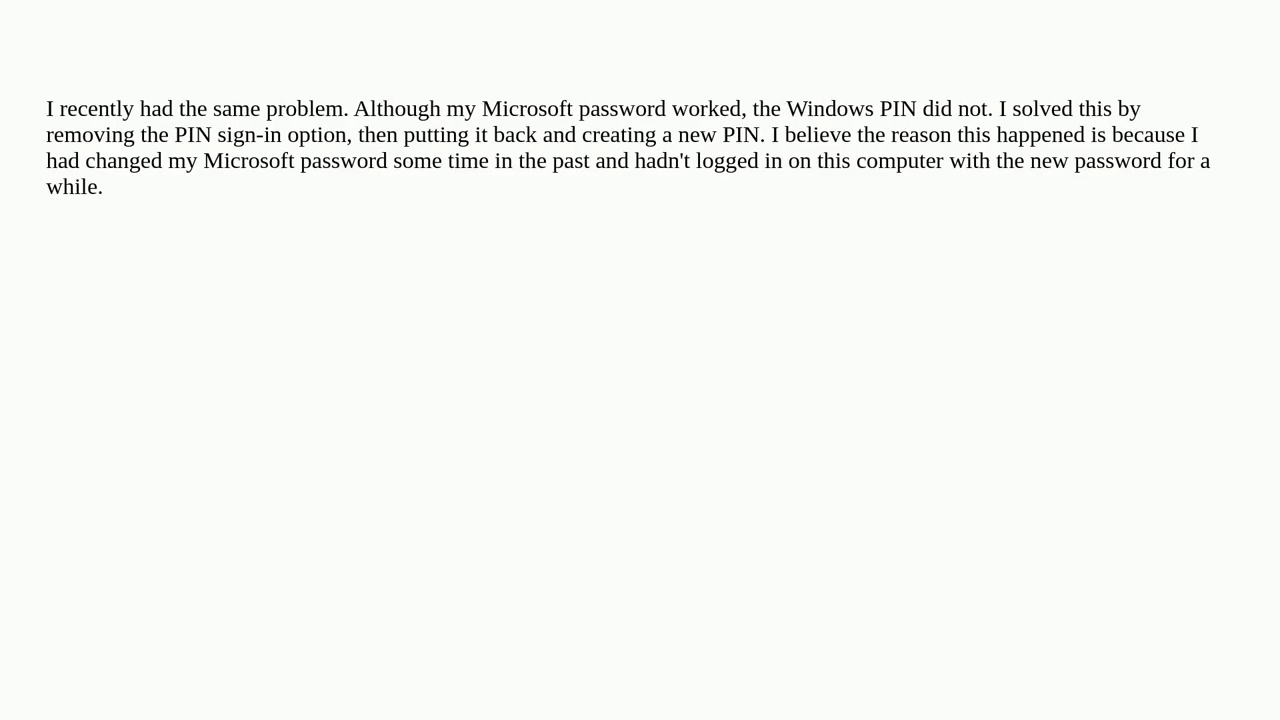 I recently had the same problem. Although my Microsoft password worked, the Windows PIN did not. I solved this by
removing the PIN sign-in option, then putting it back and creating a new PIN. I believe the reason this happened is because I
had changed my Microsoft password some time in the past and hadn't logged in on this computer with the new password for a
while.